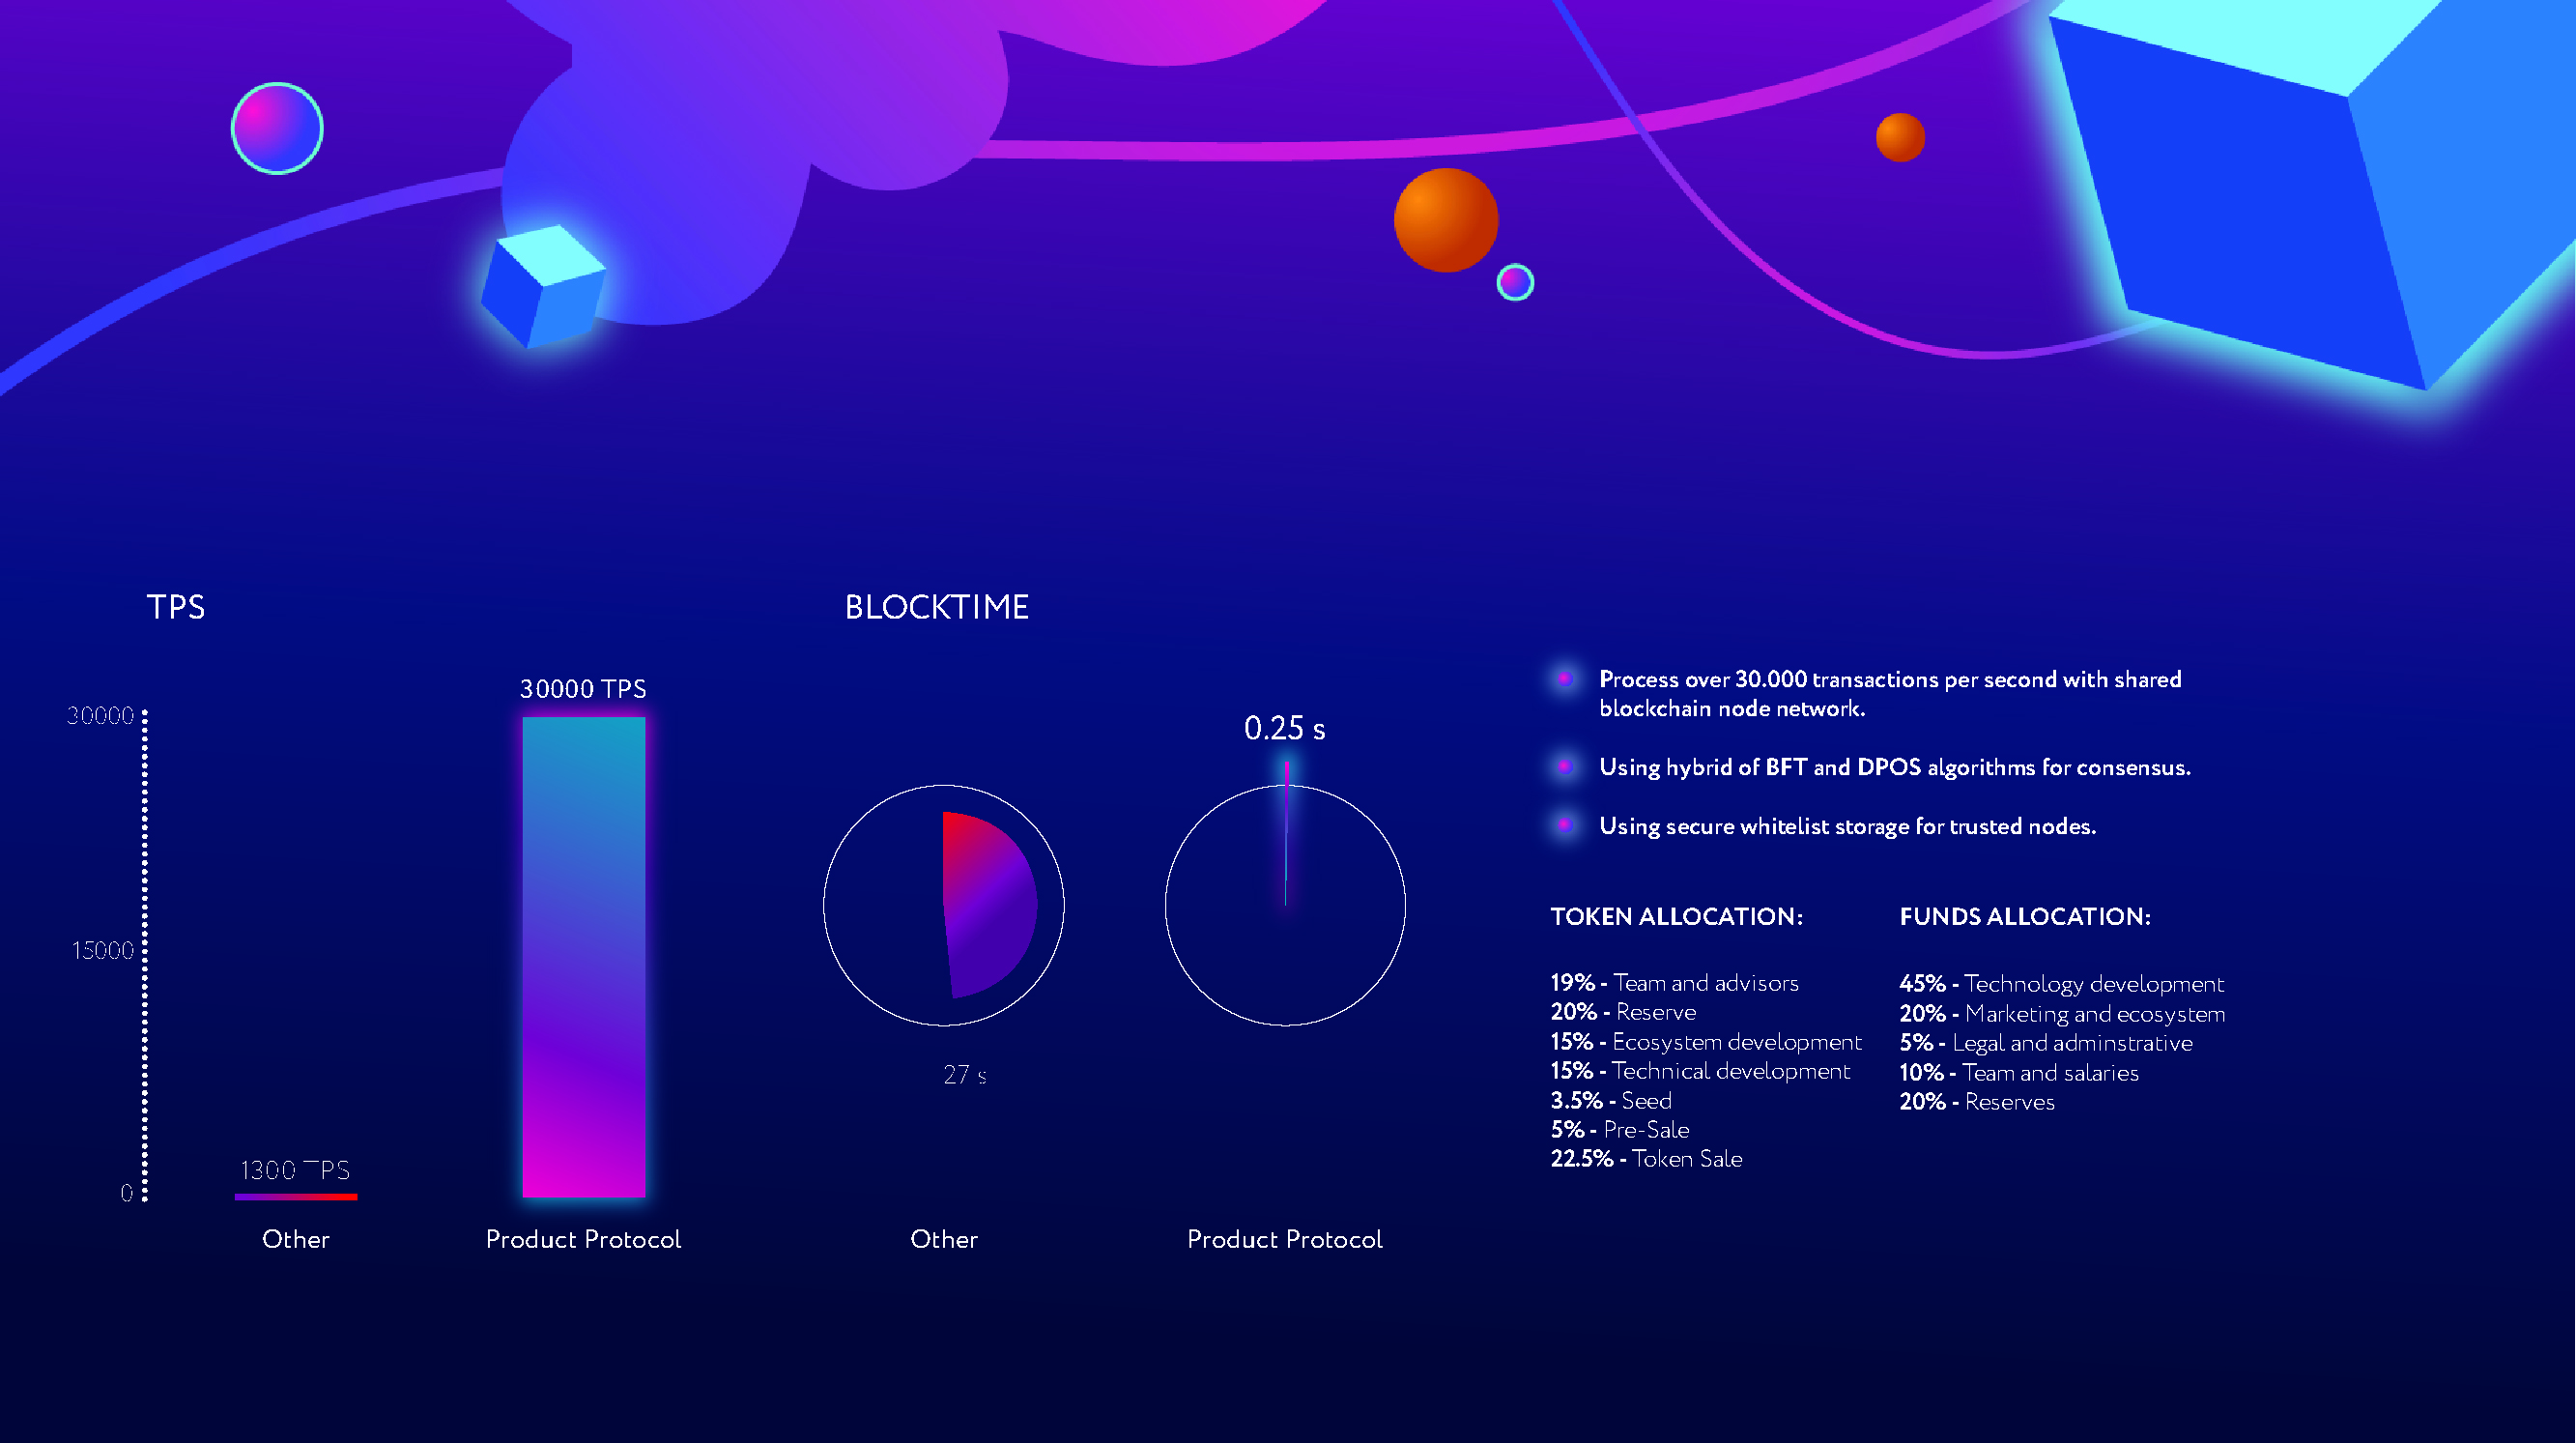 TPS
30000
15000
0
1300 TPS
30000 TPS
Other
Product Protocol
BLOCKTIME
27 s
0.25 s
Other
Product Protocol
Process over 30.000 transactions per second with shared
blockchain node network.
Using hybrid of BFT and DPOS algorithms for consensus.
Using secure whitelist storage for trusted nodes.
TOKEN ALLOCATION:
19% - Team and advisors
20% - Reserve
15% - Ecosystem development
15% - Technical development
3.5% - Seed
5% - Pre-Sale
22.5% - Token Sale
FUNDS ALLOCATION:
45% - Technology development
20% - Marketing and ecosystem
5% - Legal and adminstrative
10% - Team and salaries
20% - Reserves